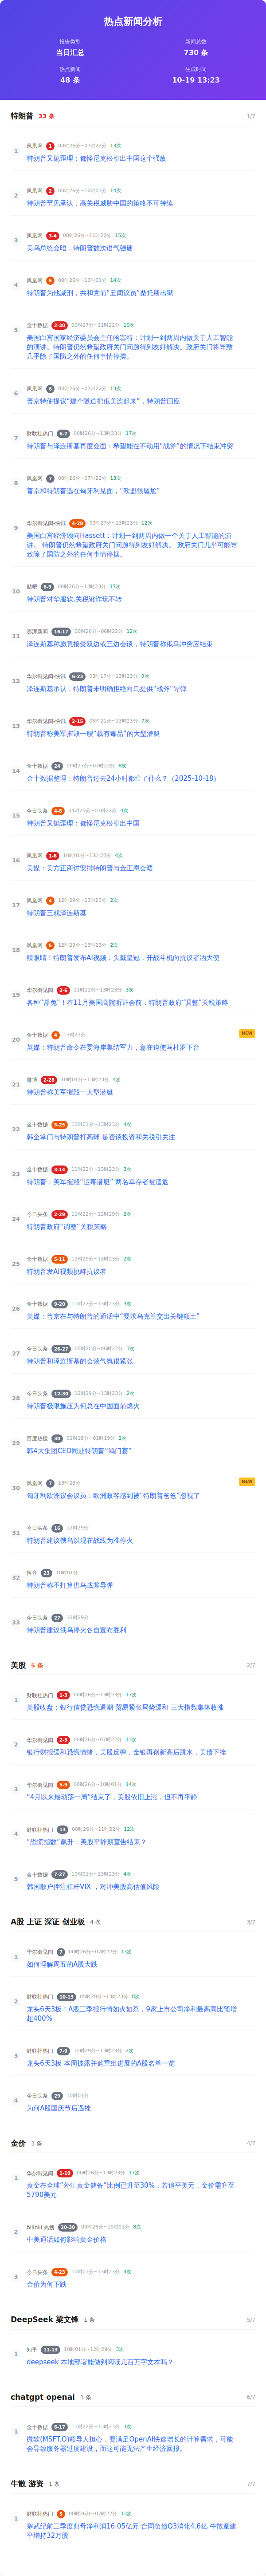 热点新闻分析
报告类型
当日汇总
新闻总数
730 条
热点新闻
48 条
生成时间
10-19 13:23
特朗普 33 条 1/7
1 凤凰网 1 00时26分~07时22分 13次
特朗普又抛歪理：都怪尼克松引出中国这个强敌
2 凤凰网 2 00时26分~10时01分 14次
特朗普罕见承认，高关税威胁中国的策略不可持续
3 凤凰网 3-4 00时26分~11时22分 15次
美乌总统会晤，特朗普数次语气强硬
4 凤凰网 5 00时26分~10时01分 14次
特朗普为他减刑，共和党前“丑闻议员”桑托斯出狱
5 金十数据 2-30 00时27分~11时22分 10次
美国白宫国家经济委员会主任哈塞特：计划一到两周内做关于人工智能
的演讲。特朗普仍然希望政府关门问题得到友好解决。政府关门将导致
几乎除了国防之外的任何事情停摆。
6 凤凰网 6 00时26分~07时22分 13次
普京特使提议“建个隧道把俄美连起来”，特朗普回应
7 财联社热门 6-7 00时26分~13时23分 17次
特朗普与泽连斯基再度会面：希望能在不动用“战斧”的情况下结束冲突
8 凤凰网 7 00时26分~07时22分 13次
普京和特朗普选在匈牙利见面，“欧盟很尴尬”
9 华尔街见闻-快讯 4-28 00时27分~13时23分 12次
美国白宫经济顾问Hassett：计划一到两周内做一个关于人工智能的演
讲。 特朗普仍然希望政府关门问题得到友好解决。 政府关门几乎可能导
致除了国防之外的任何事情停摆。
10 贴吧 6-9 00时26分~13时23分 17次
特朗普对华服软,关税讹诈玩不转
11 澎湃新闻 16-17 00时26分~06时22分 12次
泽连斯基称愿意接受双边或三边会谈，特朗普称俄乌冲突应结束
12 华尔街见闻-快讯 6-23 03时17分~13时23分 9次
泽连斯基承认：特朗普未明确拒绝向乌提供“战斧”导弹
13 华尔街见闻-快讯 2-15 05时21分~13时23分 7次
特朗普称美军摧毁一艘“载有毒品”的大型潜艇
14 金十数据 24 00时27分~07时22分 8次
金十数据整理：特朗普过去24小时都忙了什么？（2025-10-18）
15 今日头条 4-8 04时25分~07时22分 4次
特朗普又抛歪理：都怪尼克松引出中国
16 凤凰网 1-6 10时01分~13时23分 4次
美媒：美方正商讨安排特朗普与金正恩会晤
17 凤凰网 4 12时29分~13时23分 2次
特朗普三戏泽连斯基
18 凤凰网 5 12时29分~13时23分 2次
辣眼睛！特朗普发布AI视频：头戴皇冠，开战斗机向抗议者洒大便
19 华尔街见闻 2-4 11时22分~13时23分 3次
各种“豁免”！在11月美国高院听证会前，特朗普政府“调整”关税策略
20 金十数据 4 13时23分 NEW
英媒：特朗普命令在委海岸集结军力，意在迫使马杜罗下台
21 微博 2-28 10时01分~13时23分 4次
特朗普称美军摧毁一大型潜艇
22 金十数据 5-25 10时01分~13时23分 4次
韩企掌门与特朗普打高球 是否谈投资和关税引关注
23 金十数据 3-14 11时22分~13时23分 3次
特朗普：美军摧毁“运毒潜艇” 两名幸存者被遣返
24 今日头条 2-29 11时22分~12时29分 2次
特朗普政府“调整”关税策略
25 金十数据 5-11 12时29分~13时23分 2次
特朗普发AI视频挑衅抗议者
26 金十数据 9-20 11时22分~13时23分 3次
美媒：普京在与特朗普的通话中“要求乌克兰交出关键领土”
27 今日头条 26-27 05时20分~06时22分 3次
特朗普和泽连斯基的会谈气氛很紧张
28 今日头条 12-30 12时29分~13时23分 2次
特朗普极限施压为何总在中国面前熄火
29 百度热搜 30 01时18分~01时19分 2次
韩4大集团CEO同赴特朗普“鸿门宴”
30 凤凰网 7 13时23分 NEW
匈牙利欧洲议会议员：欧洲政客感到被“特朗普爸爸”忽视了
31 今日头条 16 12时29分
特朗普建议俄乌以现在战线为准停火
32 抖音 23 10时01分
特朗普称不打算供乌战斧导弹
33 今日头条 27 12时29分
特朗普建议俄乌停火各自宣布胜利
美股 5 条 2/7
1 财联社热门 1-3 00时26分~13时23分 17次
美股收盘：银行信贷恐慌退潮 贸易紧张局势缓和 三大指数集体收涨
2 华尔街见闻 2-3 00时26分~07时22分 13次
银行财报缓和恐慌情绪，美股反弹，金银再创新高后跳水，美债下挫
3 华尔街见闻 5-9 00时26分~10时01分 14次
“4月以来最动荡一周”结束了，美股依旧上涨，但不再平静
4 财联社热门 13 00时26分~11时22分 12次
“恐慌指数”飙升：美股平静期宣告结束？
5 金十数据 7-27 10时01分~13时23分 4次
韩国散户押注杠杆VIX ，对冲美股高估值风险
A股 上证 深证 创业板 4 条 3/7
1 华尔街见闻 7 00时26分~07时22分 13次
如何理解周五的A股大跌
2 财联社热门 10-13 05时20分~13时23分 8次
龙头6天3板！A股三季报行情如火如荼，9家上市公司净利最高同比预增
超400%
3 财联社热门 7-9 12时29分~13时23分 2次
龙头6天3板 本周披露并购重组进展的A股名单一览
4 今日头条 29 10时01分
为何A股国庆节后遇挫
金价 3 条 4/7
1 华尔街见闻 1-10 00时26分~13时23分 17次
黄金在全球“外汇黄金储备”比例已升至30%，若追平美元，金价需升至
5790美元
2 bilibili 热搜 20-30 00时26分~10时01分 8次
中美通话如何影响黄金价格
3 今日头条 4-23 10时01分~13时23分 4次
金价为何下跌
DeepSeek 梁文锋 1 条 5/7
1 知乎 11-13 10时01分~12时29分 3次
deepseek 本地部署能做到阅读几百万字文本吗？
chatgpt openai 1 条 6/7
1 金十数据 6-17 11时22分~13时23分 3次
微软(MSFT.O)领导人担心，要满足OpenAI快速增长的计算需求，可能
会导致服务器过度建设，而这可能无法产生经济回报。
牛散 游资 1 条 7/7
1 财联社热门 5 00时26分~07时22分 13次
寒武纪前三季度归母净利润16.05亿元 合同负债Q3消化4.6亿 牛散章建
平增持32万股